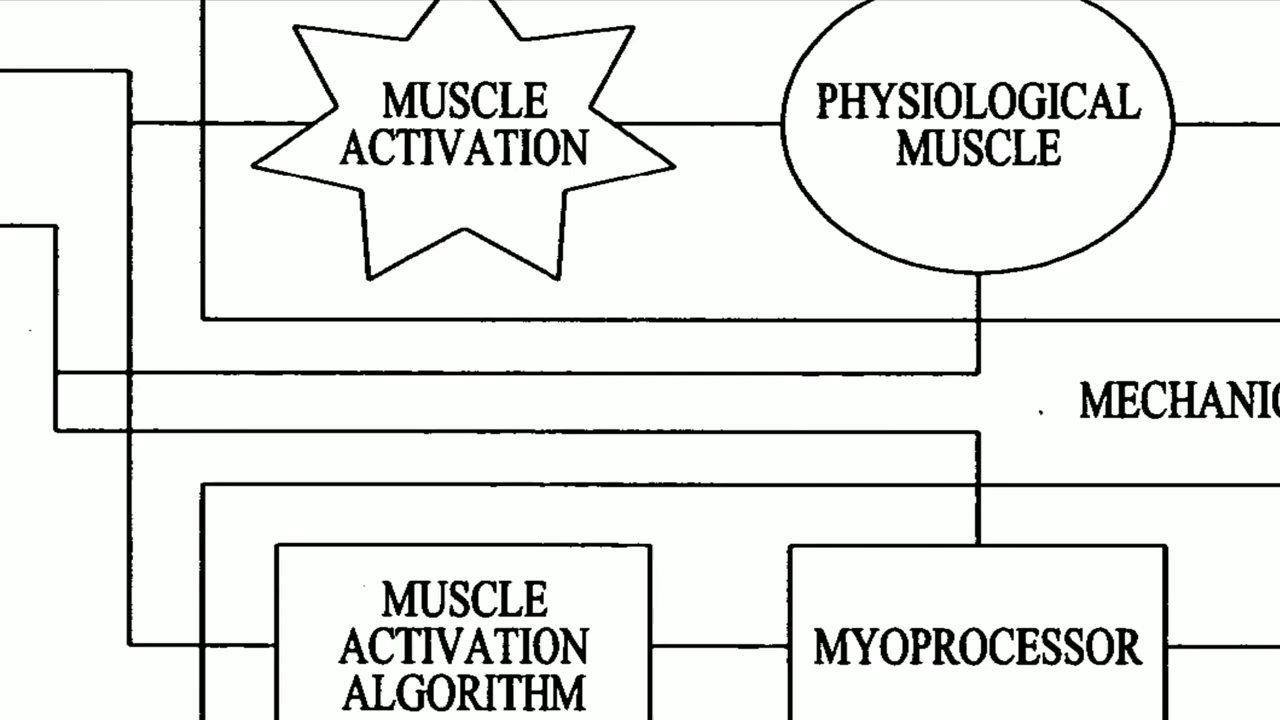 MUSCLE
ACTIVATION
PHYSIOLOGICAL
MUSCLE
MUSCLE
ACTIVATION
ALGORITHM
MYOPROCESSOR